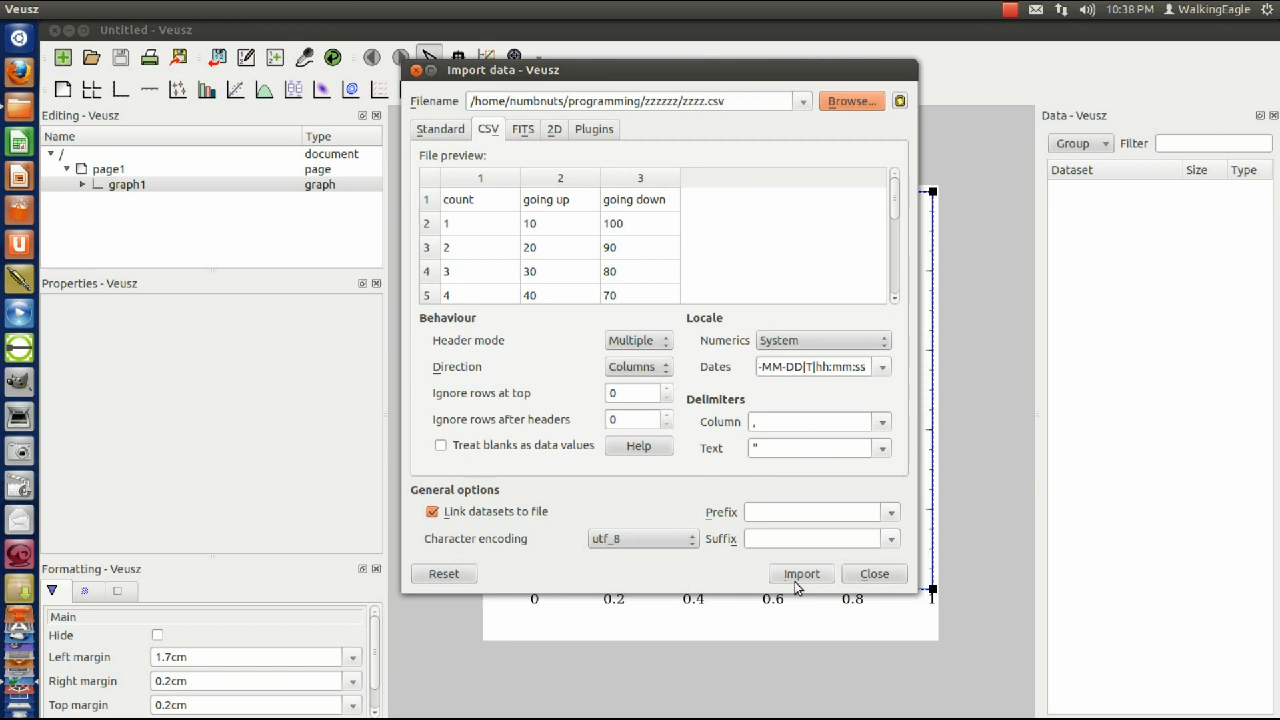 Veusz
10:38 PM WalkingEagle
Untitled - Veusz
Editing - Veusz
Name Type
/ document
page1 page
graph1 graph
Properties - Veusz
Formatting - Veusz
Main
Hide
Left margin 1.7cm
Right margin 0.2cm
Top margin 0.2cm
Import data - Veusz
Filename /home/numbnuts/programming/zzzzzz/zzzz.csv Browse...
Standard CSV FITS 2D Plugins
File preview:
1 2 3
1 count going up going down
2 1 10 100
3 2 20 90
4 3 30 80
5 4 40 70
Behaviour
Header mode Multiple
Direction Columns
Ignore rows at top 0
Ignore rows after headers 0
Treat blanks as data values Help
Locale
Numerics System
Dates -MM-DD|T|hh:mm:ss
Delimiters
Column ,
Text "
General options
Link datasets to file Prefix
Character encoding utf_8 Suffix
Reset Import Close
0 0.2 0.4 0.6 0.8 1
Data - Veusz
Group Filter
Dataset Size Type